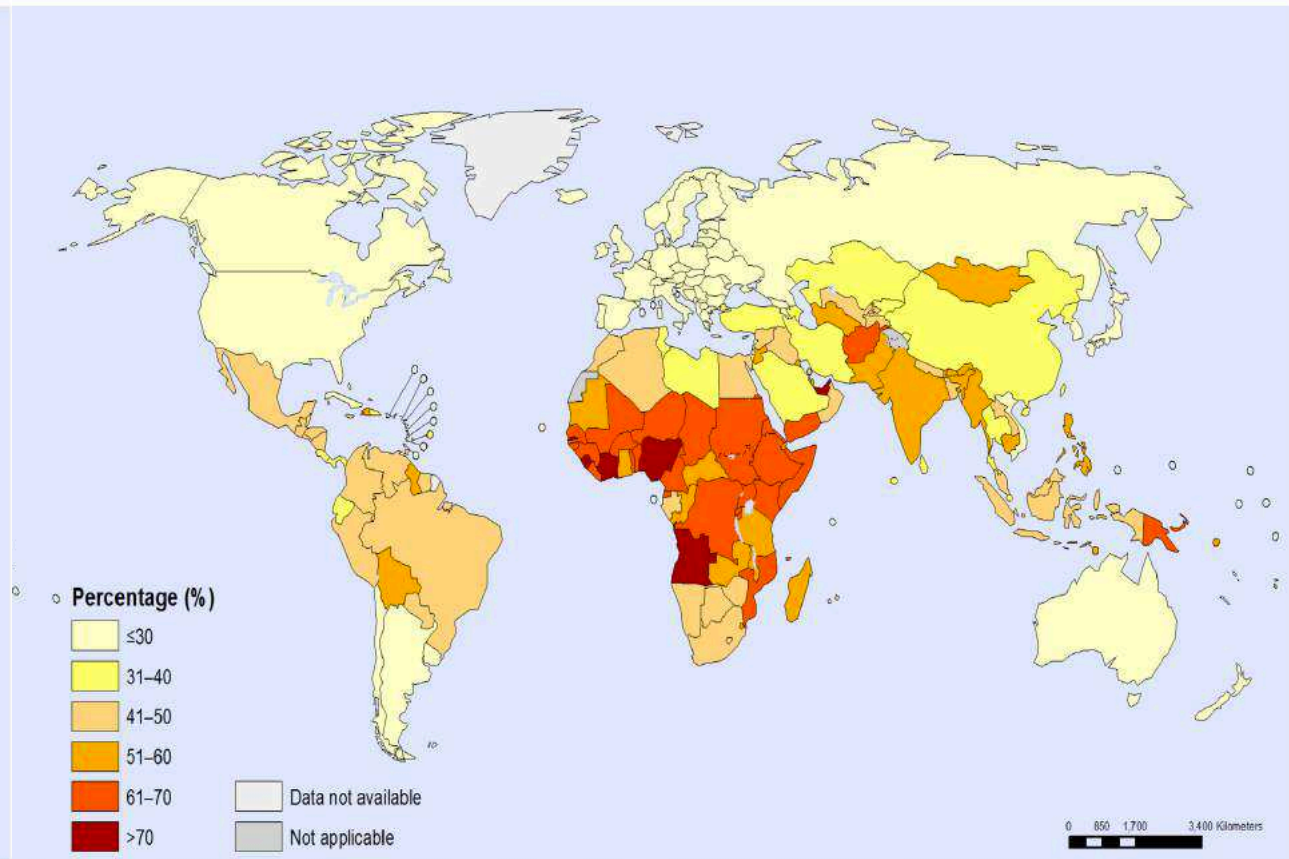 Percentage (%)
≤30
31–40
41–50
51–60
61–70
>70
Data not available
Not applicable
0 850 1,700 3,400 Kilometers